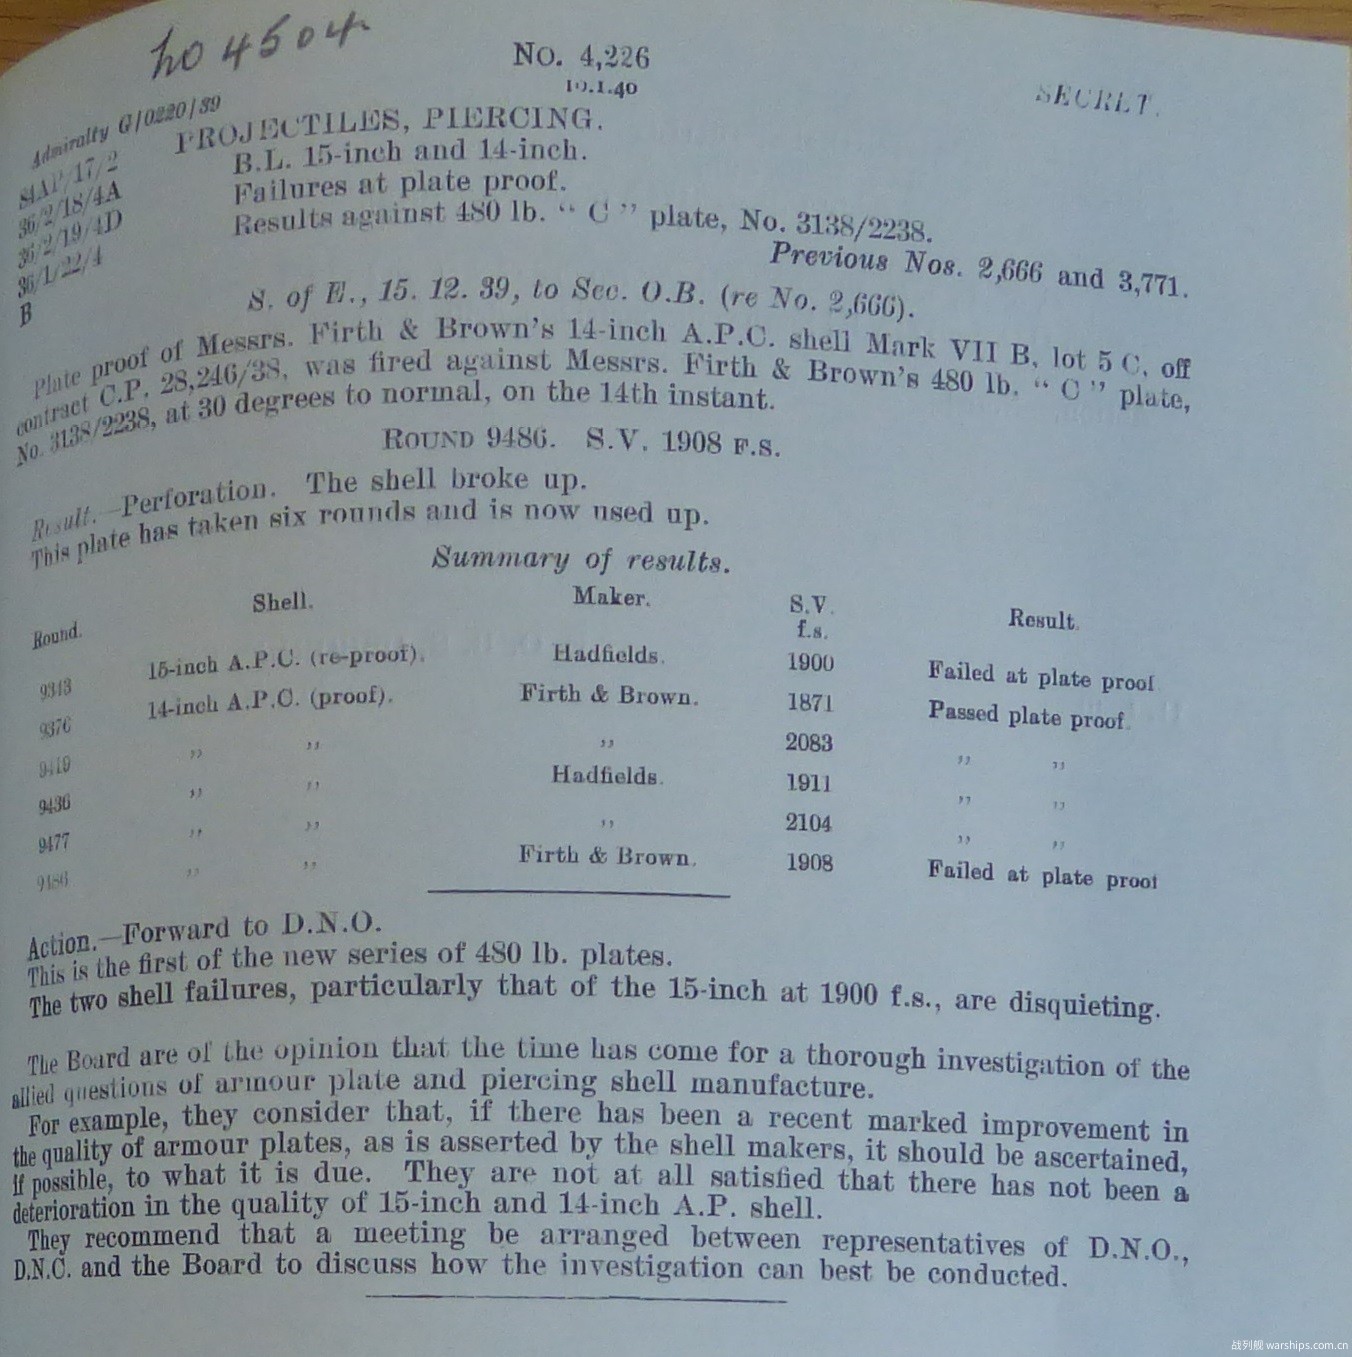 no 4504
No. 4,226
SECRET.
10.1.40
Admiralty G/0220/39
PROJECTILES, PIERCING.
B.L. 15-inch and 14-inch.
84AP/17/2
Failures at plate proof.
36/2/18/4A
Results against 480 lb. “ C ” plate, No. 3138/2238.
36/2/19/4D
Previous Nos. 2,666 and 3,771.
36/1/22/4
B
S. of E., 15. 12. 39, to Sec. O.B. (re No. 2,666).
Plate proof of Messrs. Firth & Brown's 14-inch A.P.C. shell Mark VII B, lot 5 C, off
contract C.P. 28,246/38, was fired against Messrs. Firth & Brown's 480 lb. “ C ” plate,
No. 3138/2238, at 30 degrees to normal, on the 14th instant.
ROUND 9486. S.V. 1908 F.S.
Result.—Perforation. The shell broke up.
This plate has taken six rounds and is now used up.
Summary of results.
Round. Shell. Maker. S.V. f.s. Result.
9343 15-inch A.P.C. (re-proof). Hadfields. 1900 Failed at plate proof
9376 14-inch A.P.C. (proof). Firth & Brown. 1871 Passed plate proof.
9419 ,, ,, ,, 2083 ,, ,,
9436 ,, ,, Hadfields. 1911 ,, ,,
9477 ,, ,, ,, 2104 ,, ,,
9486 ,, ,, Firth & Brown. 1908 Failed at plate proof
Action.—Forward to D.N.O.
This is the first of the new series of 480 lb. plates.
The two shell failures, particularly that of the 15-inch at 1900 f.s., are disquieting.
The Board are of the opinion that the time has come for a thorough investigation of the
allied questions of armour plate and piercing shell manufacture.
For example, they consider that, if there has been a recent marked improvement in
the quality of armour plates, as is asserted by the shell makers, it should be ascertained,
if possible, to what it is due. They are not at all satisfied that there has not been a
deterioration in the quality of 15-inch and 14-inch A.P. shell.
They recommend that a meeting be arranged between representatives of D.N.O.,
D.N.C. and the Board to discuss how the investigation can best be conducted.
战列舰 warships.com.cn